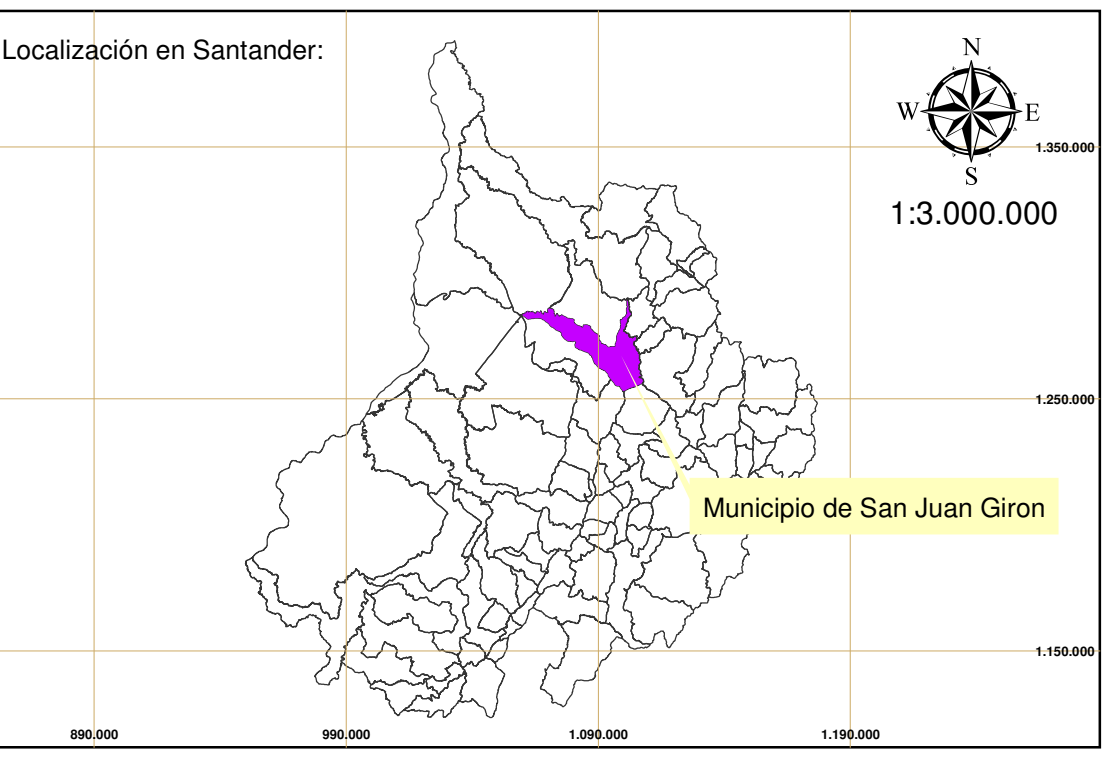 Localización en Santander:
N
W
E
S
1:3.000.000
1.350.000
1.250.000
Municipio de San Juan Giron
1.150.000
890.000
990.000
1.090.000
1.190.000